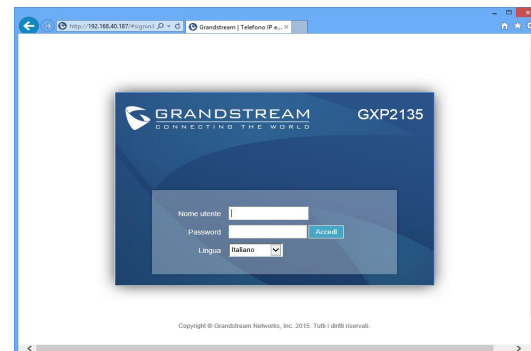 http://192.168.40.187/#signin:
Grandstream | Telefono IP e...
GRANDSTREAM
CONNECTING THE WORLD
GXP2135
Nome utente
Password
Accedi
Lingua
Italiano
Copyright © Grandstream Networks, Inc. 2015. Tutti i diritti riservati.